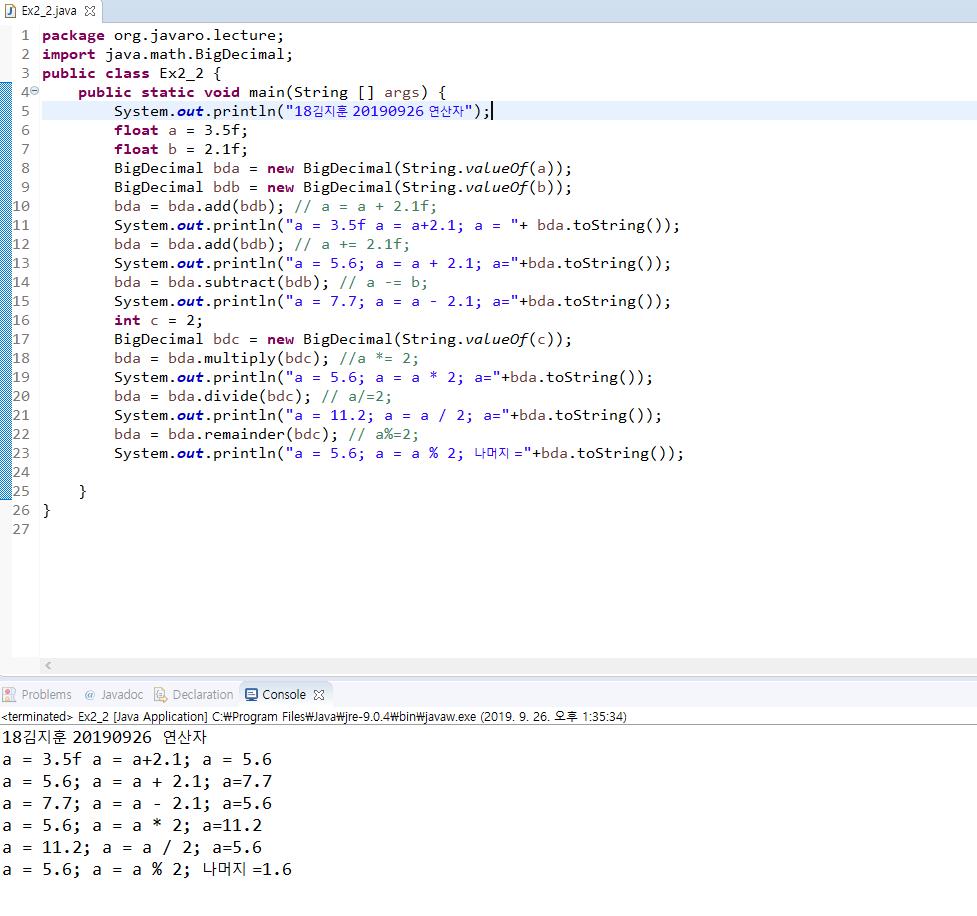 Ex2_2.java
1 package org.javaro.lecture;
2 import java.math.BigDecimal;
3 public class Ex2_2 {
4 public static void main(String [] args) {
5 System.out.println("18김지훈 20190926 연산자");
6 float a = 3.5f;
7 float b = 2.1f;
8 BigDecimal bda = new BigDecimal(String.valueOf(a));
9 BigDecimal bdb = new BigDecimal(String.valueOf(b));
10 bda = bda.add(bdb); // a = a + 2.1f;
11 System.out.println("a = 3.5f a = a+2.1; a = "+ bda.toString());
12 bda = bda.add(bdb); // a += 2.1f;
13 System.out.println("a = 5.6; a = a + 2.1; a="+bda.toString());
14 bda = bda.subtract(bdb); // a -= b;
15 System.out.println("a = 7.7; a = a - 2.1; a="+bda.toString());
16 int c = 2;
17 BigDecimal bdc = new BigDecimal(String.valueOf(c));
18 bda = bda.multiply(bdc); //a *= 2;
19 System.out.println("a = 5.6; a = a * 2; a="+bda.toString());
20 bda = bda.divide(bdc); // a/=2;
21 System.out.println("a = 11.2; a = a / 2; a="+bda.toString());
22 bda = bda.remainder(bdc); // a%=2;
23 System.out.println("a = 5.6; a = a % 2; 나머지 ="+bda.toString());
24
25 }
26 }
27
Problems @ Javadoc Declaration Console
<terminated> Ex2_2 [Java Application] C:₩Program Files₩Java₩jre-9.0.4₩bin₩javaw.exe (2019. 9. 26. 오후 1:35:34)
18김지훈 20190926 연산자
a = 3.5f a = a+2.1; a = 5.6
a = 5.6; a = a + 2.1; a=7.7
a = 7.7; a = a - 2.1; a=5.6
a = 5.6; a = a * 2; a=11.2
a = 11.2; a = a / 2; a=5.6
a = 5.6; a = a % 2; 나머지 =1.6